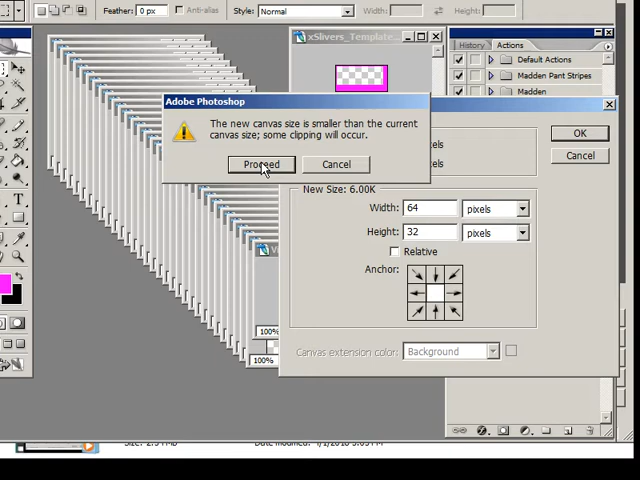 Feather: 0 px
Anti-alias
Style: Normal
Width:
Height:
xSlivers_Template...
History
Actions
Default Actions
Madden Pant Stripes
Madden
Adobe Photoshop
The new canvas size is smaller than the current
canvas size; some clipping will occur.
Proceed
Cancel
OK
Cancel
New Size: 6.00K
Width: 64 pixels
Height: 32 pixels
Relative
Anchor:
Canvas extension color: Background
100%
100%